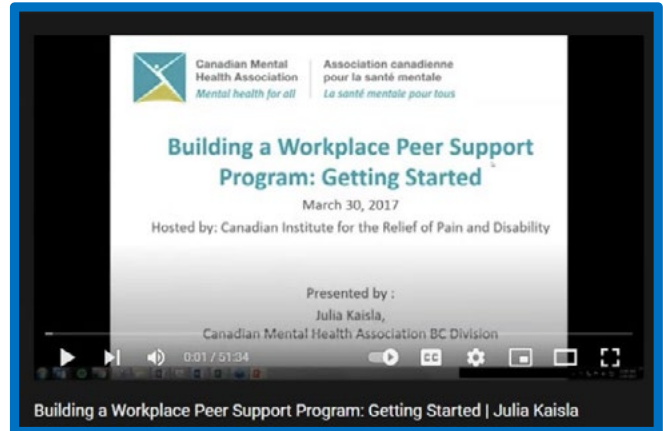 Canadian Mental
Health Association
Mental health for all
Association canadienne
pour la santé mentale
La santé mentale pour tous
Building a Workplace Peer Support
Program: Getting Started
March 30, 2017
Hosted by: Canadian Institute for the Relief of Pain and Disability
Presented by :
Julia Kaisla,
Canadian Mental Health Association BC Division
0:01 / 51:34
CC
Building a Workplace Peer Support Program: Getting Started | Julia Kaisla